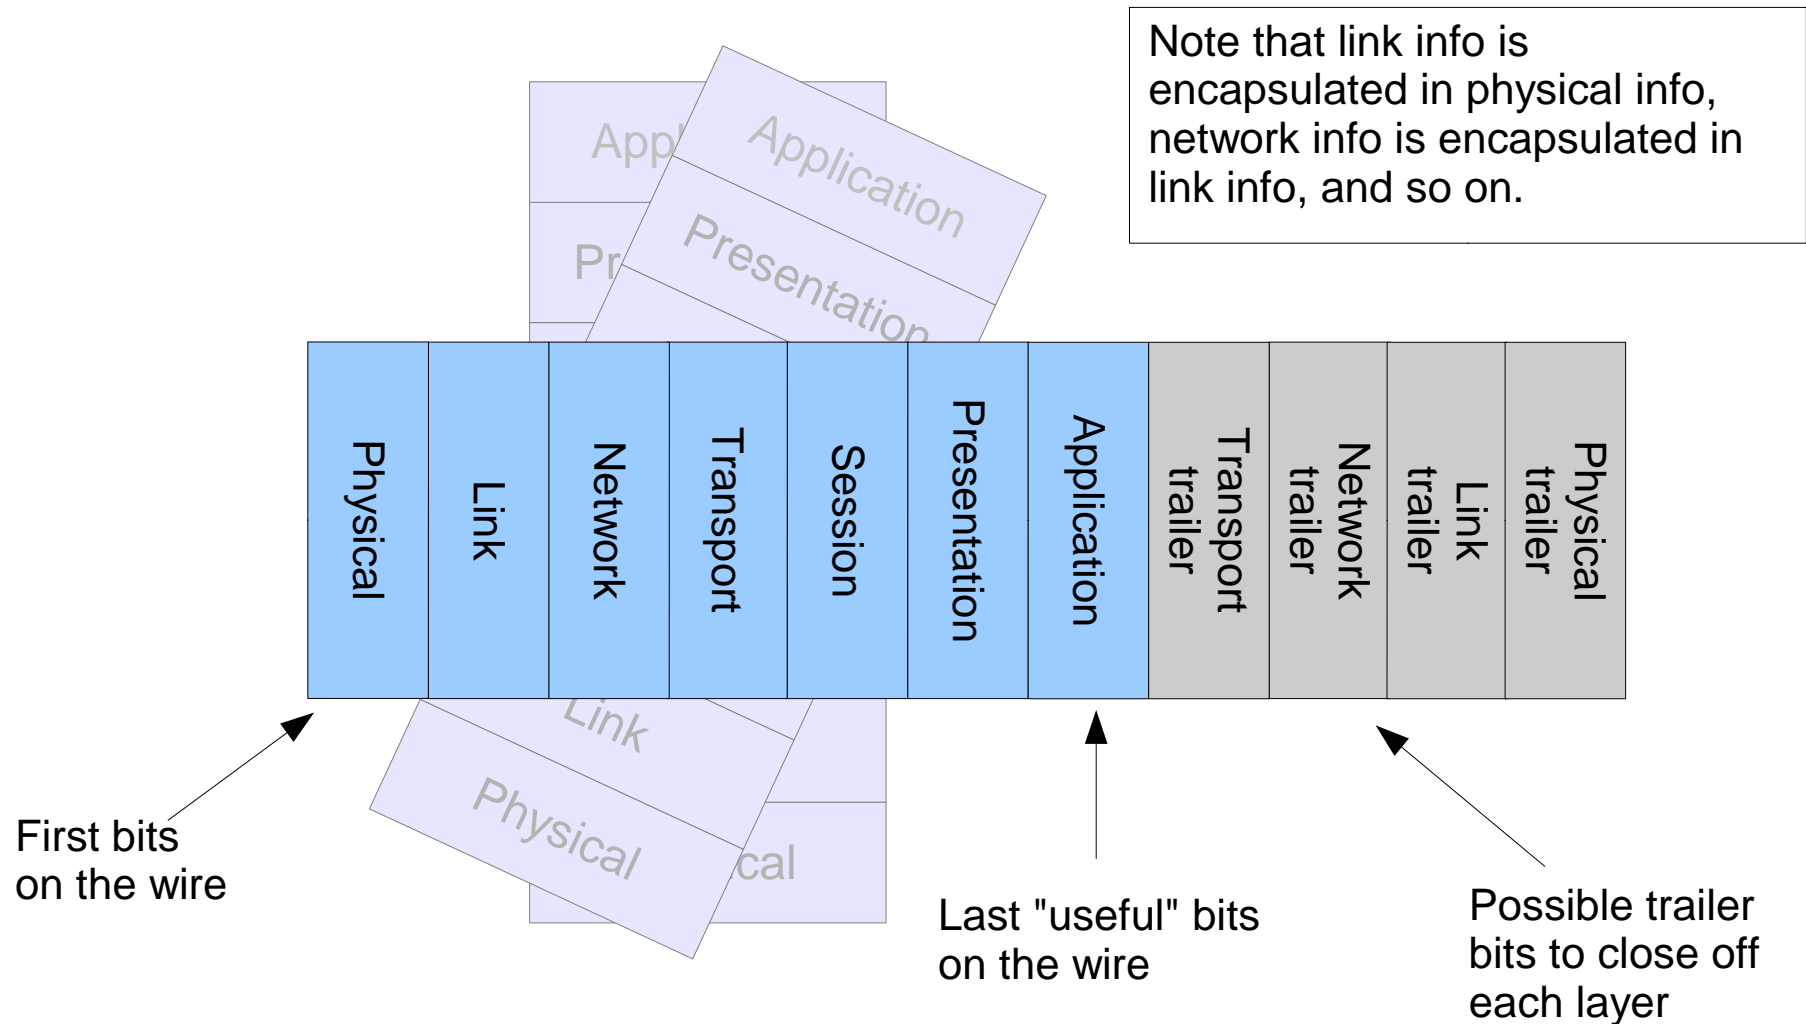 Note that link info is
encapsulated in physical info,
network info is encapsulated in
link info, and so on.
App
Application
Pr
Presentation
Physical
Link
Network
Transport
Session
Presentation
Application
Transport
trailer
Network
trailer
Link
trailer
Physical
trailer
Link
Physical
cal
First bits
on the wire
Last "useful" bits
on the wire
Possible trailer
bits to close off
each layer